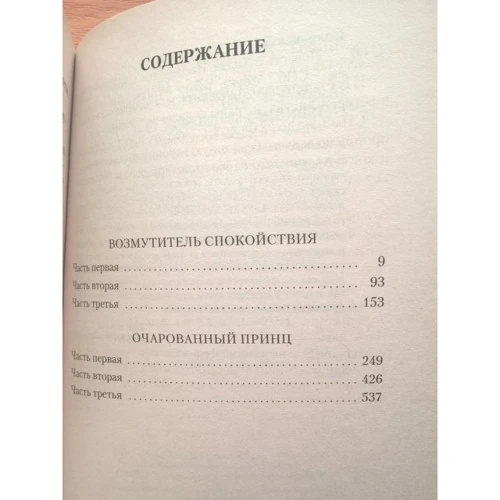 СОДЕРЖАНИЕ
ВОЗМУТИТЕЛЬ СПОКОЙСТВИЯ
Часть первая 9
Часть вторая 93
Часть третья 153
ОЧАРОВАННЫЙ ПРИНЦ
Часть первая 249
Часть вторая 426
Часть третья 537